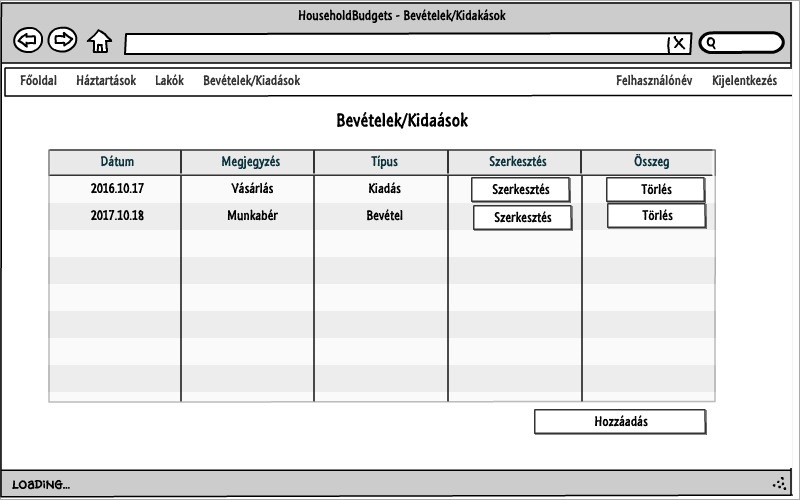 HouseholdBudgets - Bevételek/Kidakások
Főoldal Háztartások Lakók Bevételek/Kiadások Felhasználónév Kijelentkezés
Bevételek/Kidaások
Dátum Megjegyzés Típus Szerkesztés Összeg
2016.10.17 Vásárlás Kiadás Szerkesztés Törlés
2017.10.18 Munkabér Bevétel Szerkesztés Törlés
Hozzáadás
LOADING...